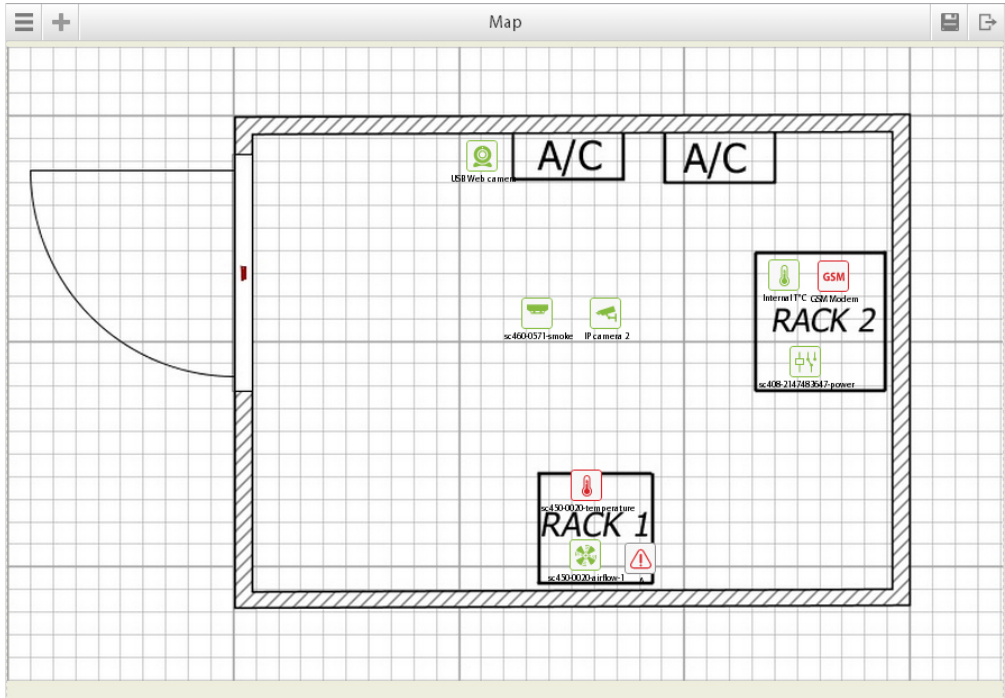 Map
A/C
A/C
USB Web camera
Internal T°C
GSM
GSM Modem
RACK 2
sc460-0571-smoke
IP camera 2
sc408-2147483647-power
sc450-0020-temperature
RACK 1
sc450-0020-airflow-1